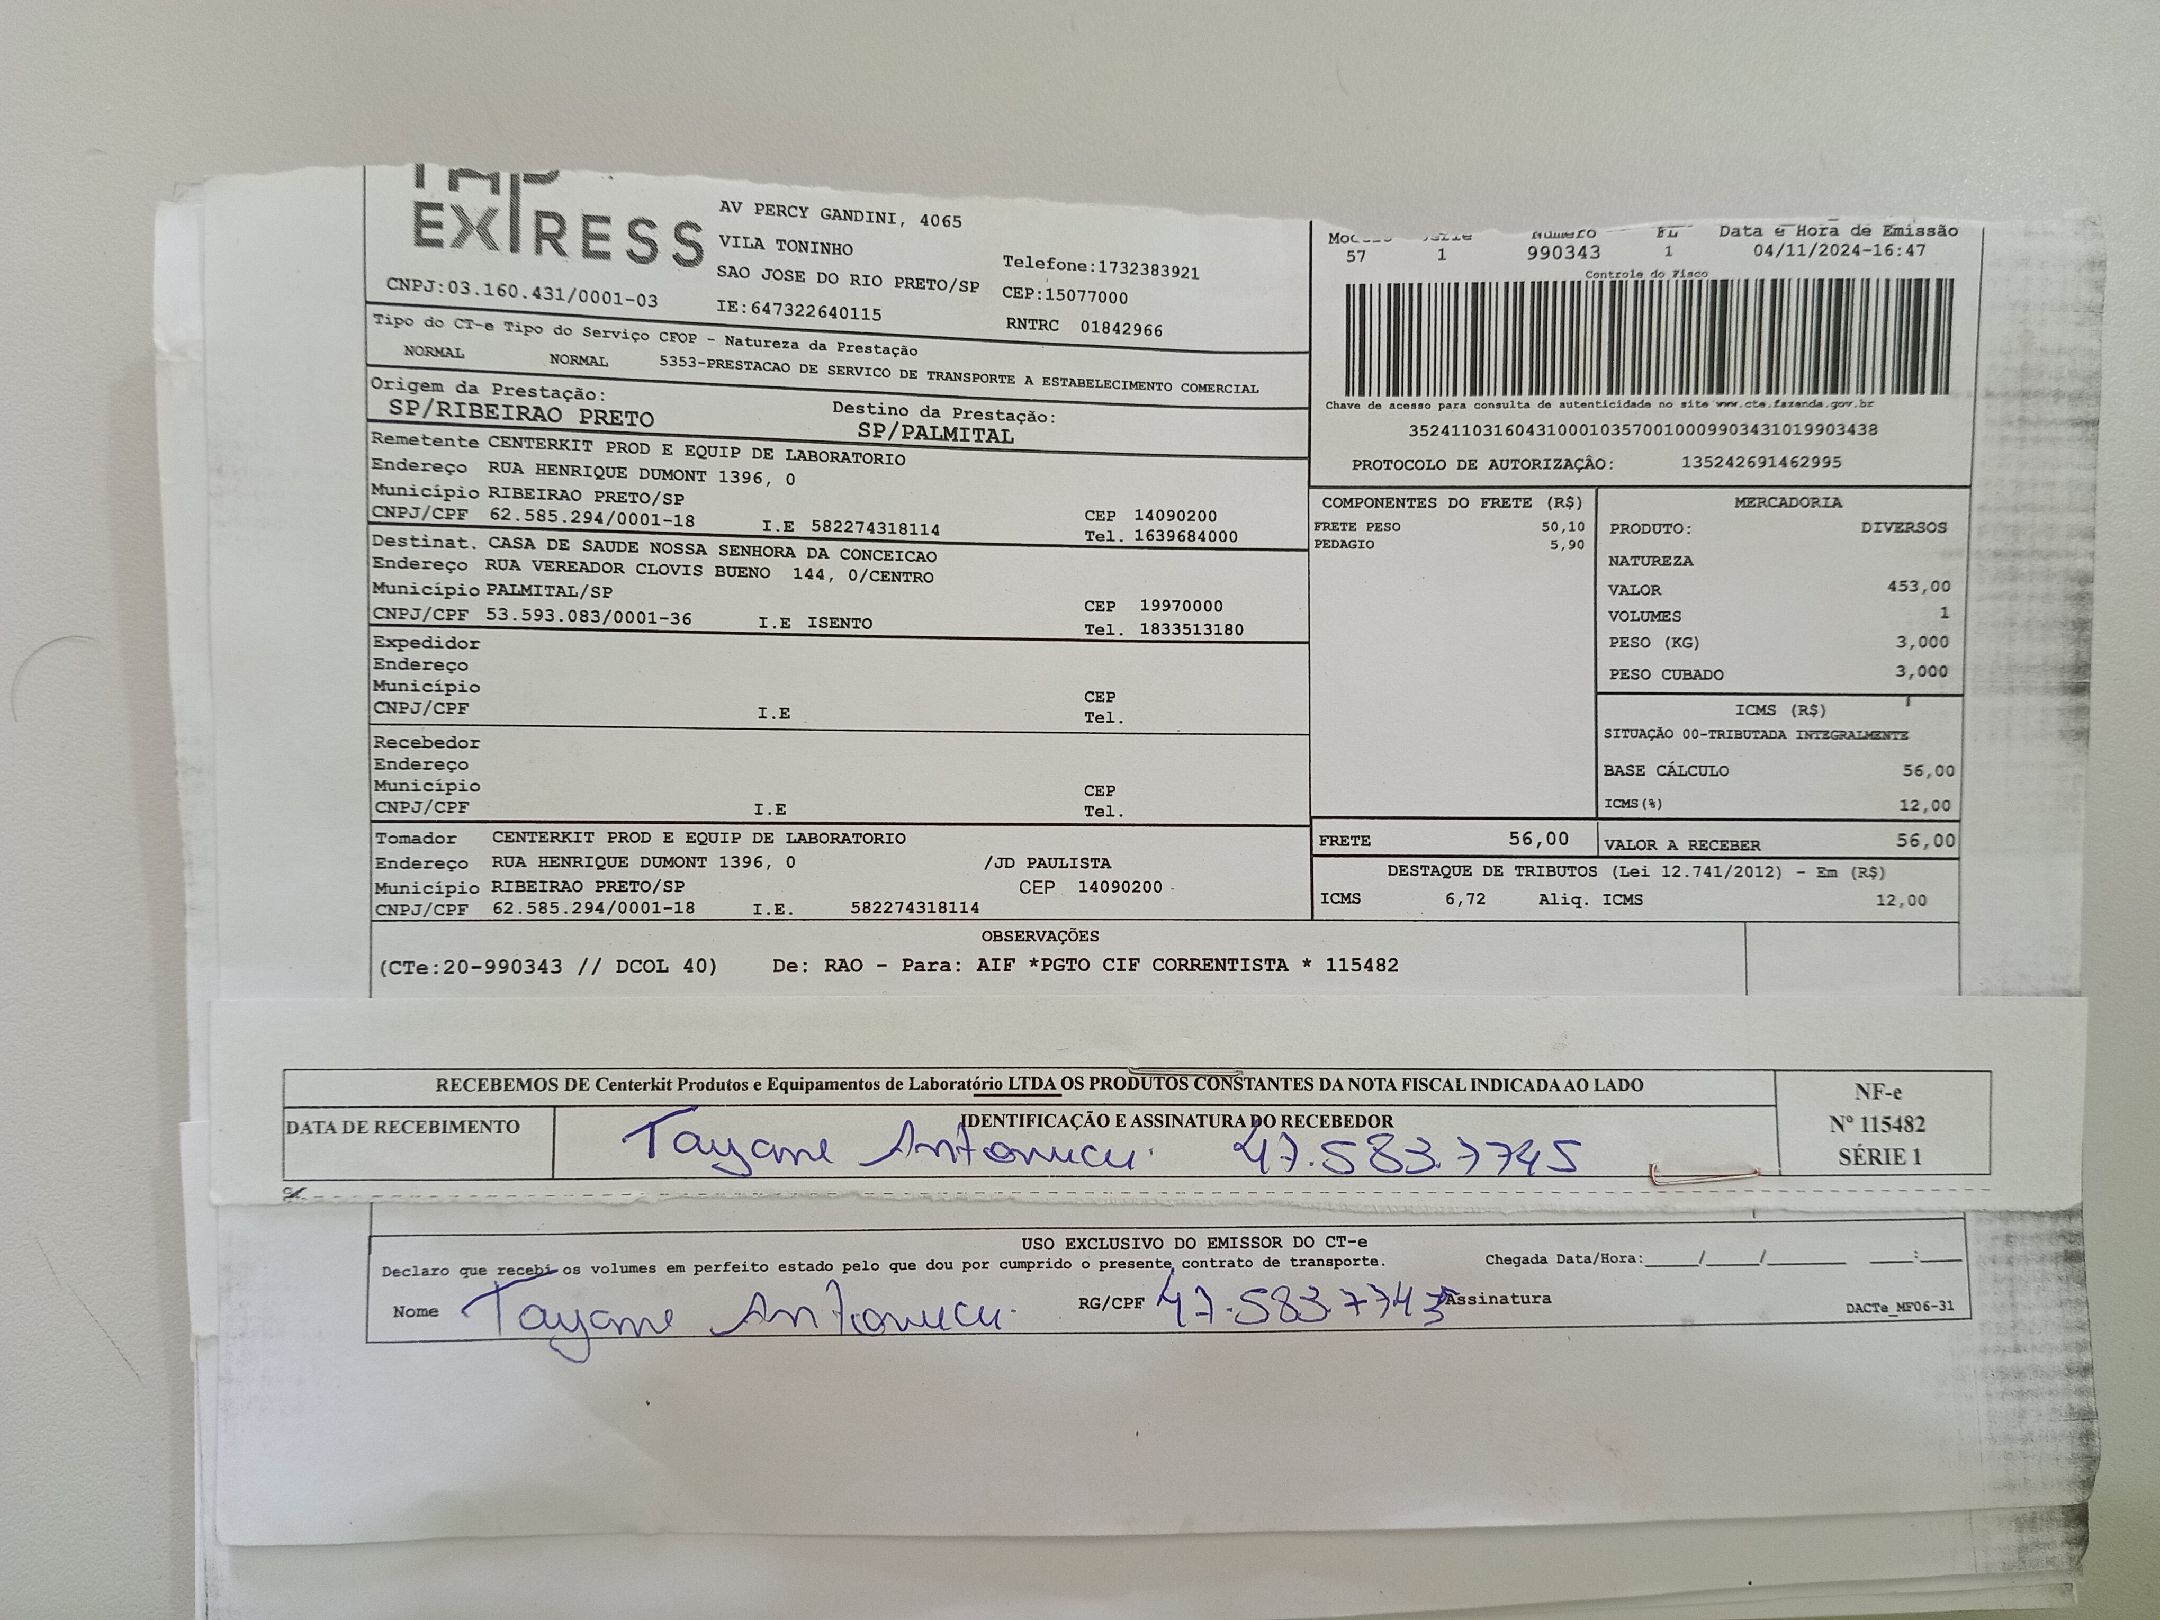 EXPRESS
AV PERCY GANDINI, 4065
VILA TONINHO
SAO JOSE DO RIO PRETO/SP
Telefone:1732383921
CEP:15077000
CNPJ:03.160.431/0001-03
IE:647322640115
RNTRC 01842966
Número FL Data e Hora de Emissão
57 1 990343 1 04/11/2024-16:47
Controle do Fisco
Tipo do CT-e Tipo do Serviço CFOP - Natureza da Prestação
NORMAL NORMAL 5353-PRESTACAO DE SERVICO DE TRANSPORTE A ESTABELECIMENTO COMERCIAL
Origem da Prestação:
SP/RIBEIRAO PRETO
Destino da Prestação:
SP/PALMITAL
Chave de acesso para consulta de autenticidade no site www.cte.fazenda.gov.br
35241103160431000103570010009903431019903438
PROTOCOLO DE AUTORIZAÇÃO: 135242691462995
Remetente CENTERKIT PROD E EQUIP DE LABORATORIO
Endereço RUA HENRIQUE DUMONT 1396, 0
Município RIBEIRAO PRETO/SP
CEP 14090200
CNPJ/CPF 62.585.294/0001-18 I.E 582274318114
Tel. 1639684000
Destinat. CASA DE SAUDE NOSSA SENHORA DA CONCEICAO
Endereço RUA VEREADOR CLOVIS BUENO 144, 0/CENTRO
Município PALMITAL/SP
CEP 19970000
CNPJ/CPF 53.593.083/0001-36 I.E ISENTO
Tel. 1833513180
Expedidor
Endereço
Município
CEP
CNPJ/CPF I.E Tel.
Recebedor
Endereço
Município
CEP
CNPJ/CPF I.E Tel.
Tomador CENTERKIT PROD E EQUIP DE LABORATORIO
Endereço RUA HENRIQUE DUMONT 1396, 0 /JD PAULISTA
Município RIBEIRAO PRETO/SP CEP 14090200
CNPJ/CPF 62.585.294/0001-18 I.E. 582274318114
COMPONENTES DO FRETE (R$)
FRETE PESO 50,10
PEDAGIO 5,90
MERCADORIA
PRODUTO: DIVERSOS
NATUREZA
VALOR 453,00
VOLUMES 1
PESO (KG) 3,000
PESO CUBADO 3,000
ICMS (R$)
SITUAÇÃO 00-TRIBUTADA INTEGRALMENTE
BASE CÁLCULO 56,00
ICMS(%) 12,00
FRETE 56,00
VALOR A RECEBER 56,00
DESTAQUE DE TRIBUTOS (Lei 12.741/2012) - Em (R$)
ICMS 6,72 Aliq. ICMS 12,00
OBSERVAÇÕES
(CTe:20-990343 // DCOL 40) De: RAO - Para: AIF *PGTO CIF CORRENTISTA * 115482
RECEBEMOS DE Centerkit Produtos e Equipamentos de Laboratório LTDA OS PRODUTOS CONSTANTES DA NOTA FISCAL INDICADA AO LADO
DATA DE RECEBIMENTO
IDENTIFICAÇÃO E ASSINATURA DO RECEBEDOR
Tayane Antonucci 47.583.7745
NF-e
Nº 115482
SÉRIE 1
USO EXCLUSIVO DO EMISSOR DO CT-e
Declaro que recebi os volumes em perfeito estado pelo que dou por cumprido o presente contrato de transporte.
Chegada Data/Hora:____/____/______ ___:___
Nome Tayane Antonucci RG/CPF Assinatura
DACTe_MF06-31